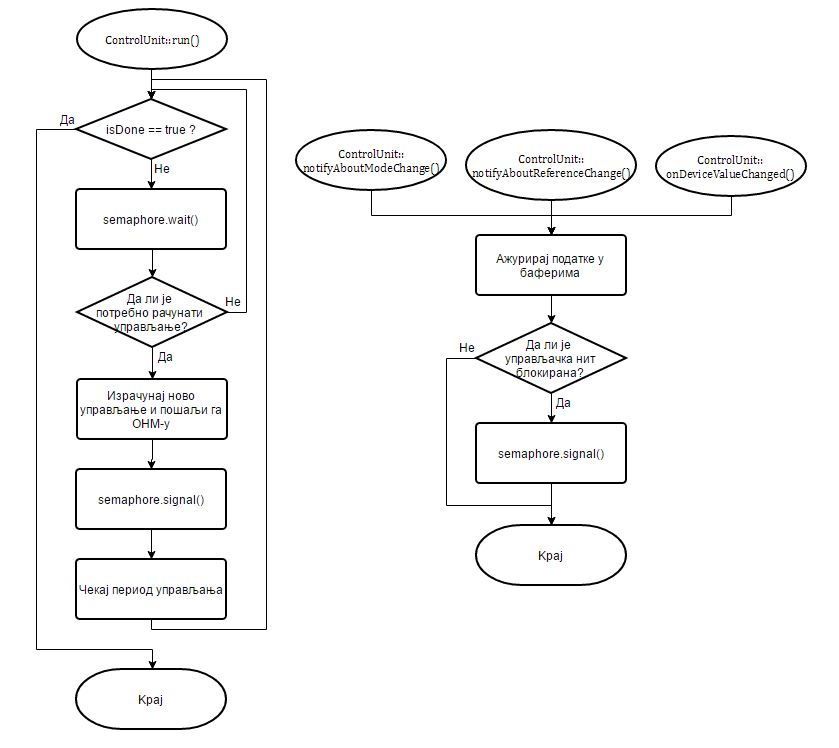 ControlUnit::run()
Да
isDone == true ?
Не
semaphore.wait()
Да ли је
потребно рачунати
управљање?
Не
Да
Израчунај ново
управљање и пошаљи га
ОНМ-у
semaphore.signal()
Чекај период управљања
Крај
ControlUnit::
notifyAboutModeChange()
ControlUnit::
notifyAboutReferenceChange()
ControlUnit::
onDeviceValueChanged()
Ажурирај податке у
баферима
Не
Да ли је
управљачка нит
блокирана?
Да
semaphore.signal()
Крај